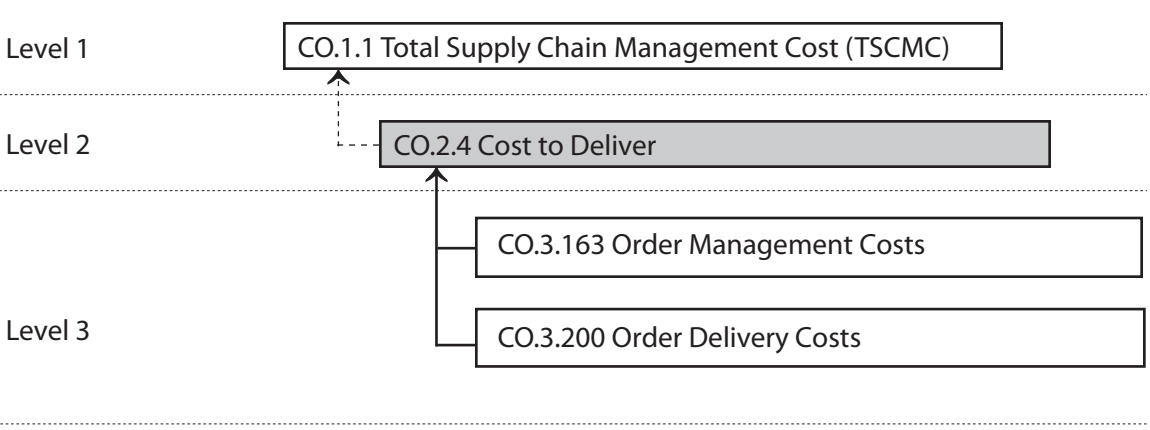 Level 1
CO.1.1 Total Supply Chain Management Cost (TSCMC)
Level 2
CO.2.4 Cost to Deliver
CO.3.163 Order Management Costs
Level 3
CO.3.200 Order Delivery Costs